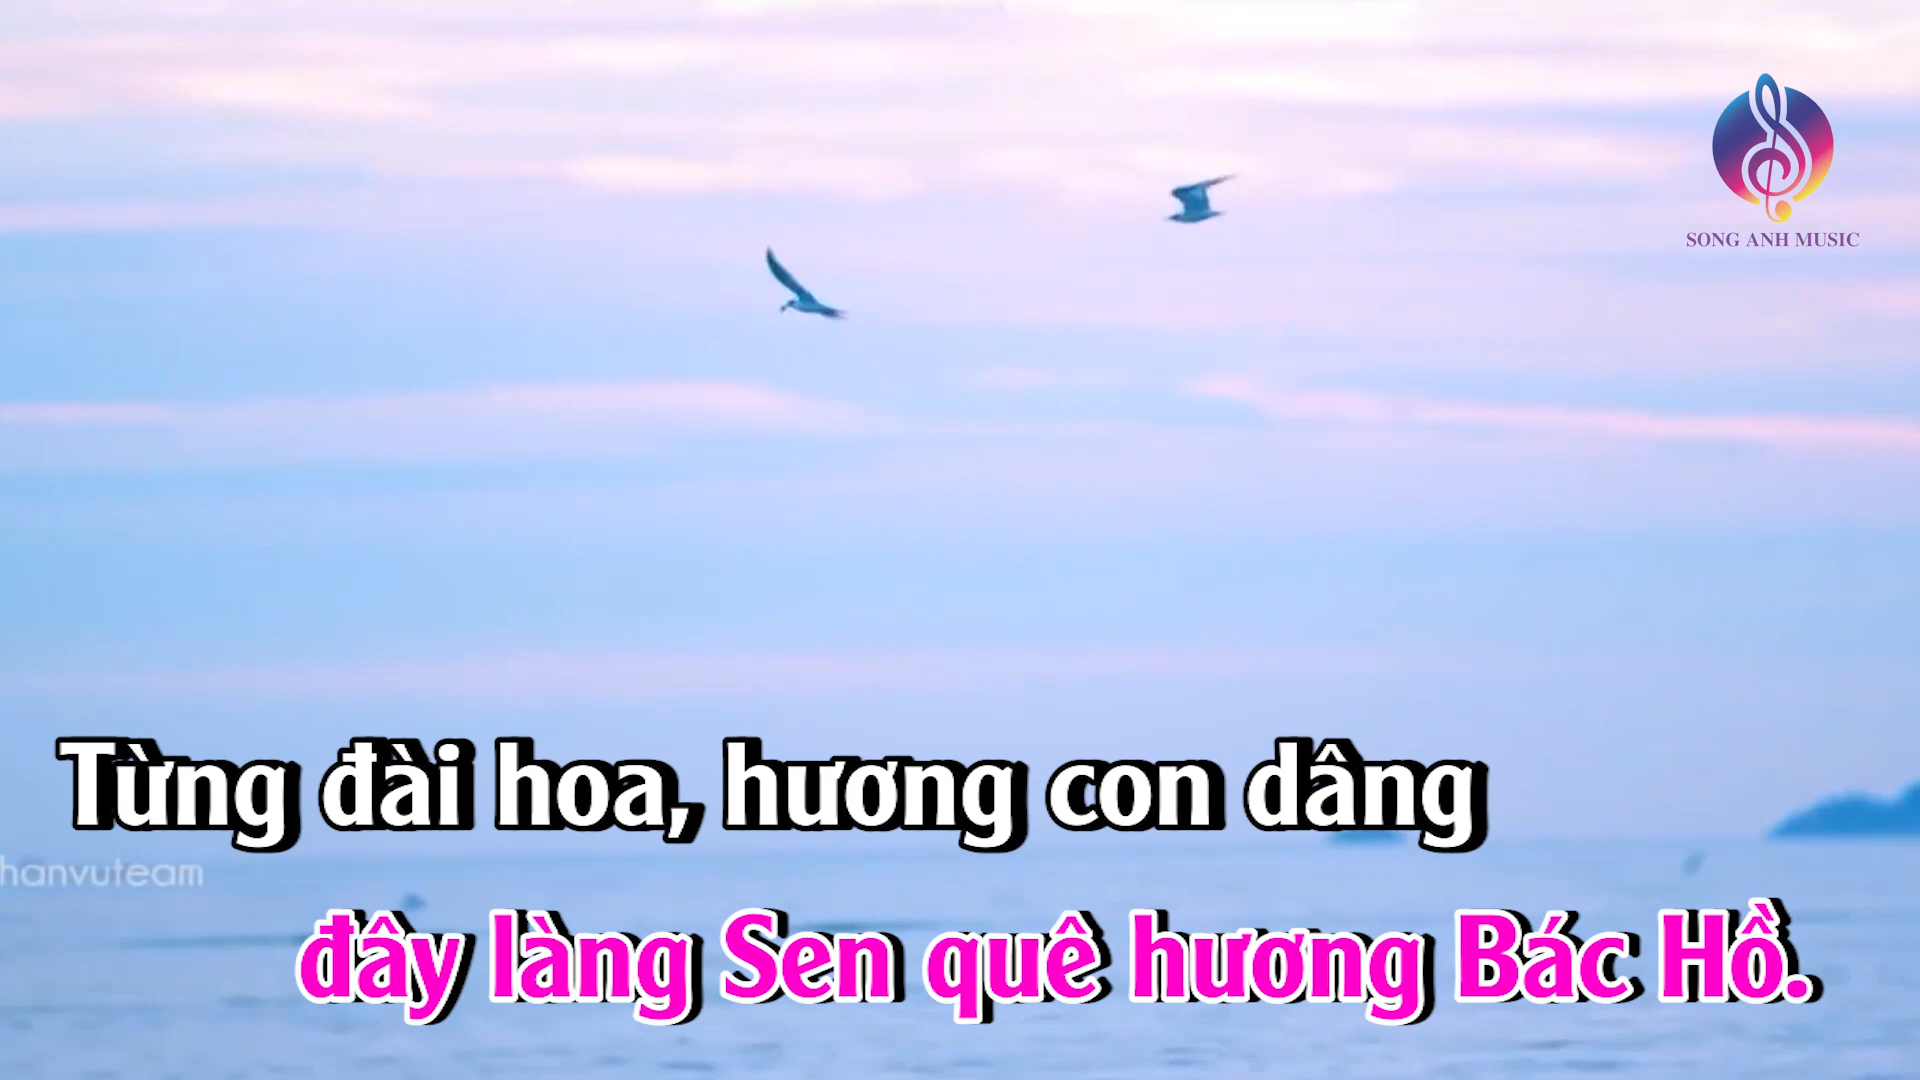 SONG ANH MUSIC
Từng đài hoa, hương con dâng
hanvuteam
đây làng Sen quê hương Bác Hồ.